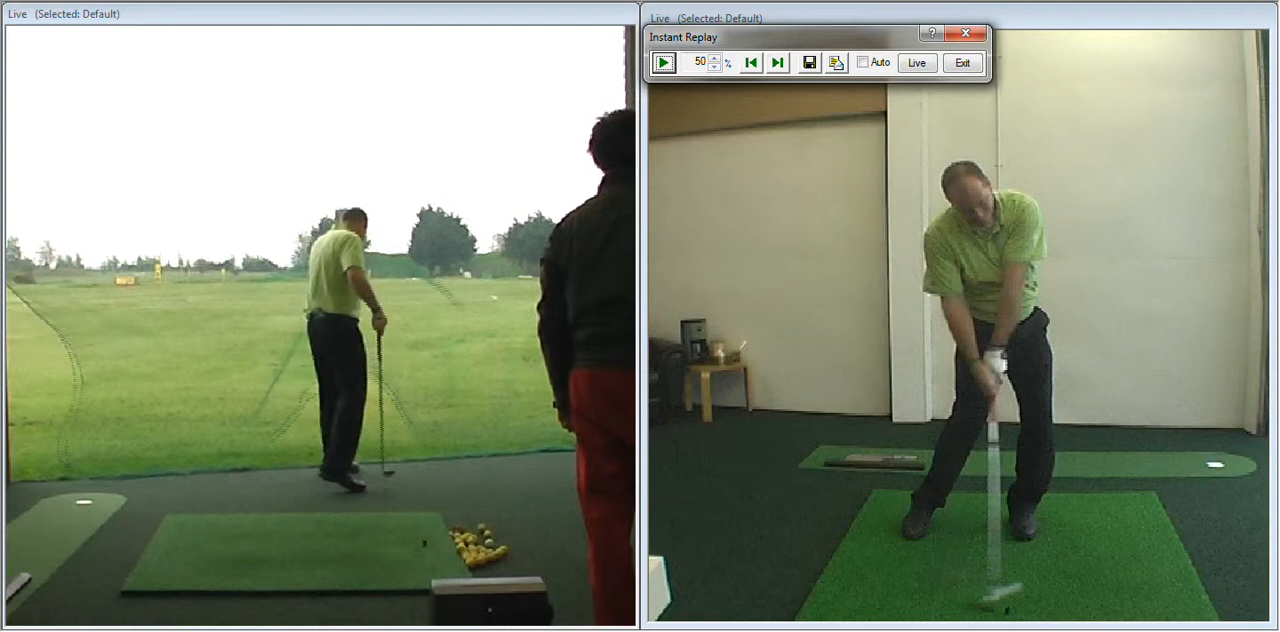 Live (Selected: Default)
Live (Selected: Default)
Instant Replay
?
50 %
Auto
Live
Exit